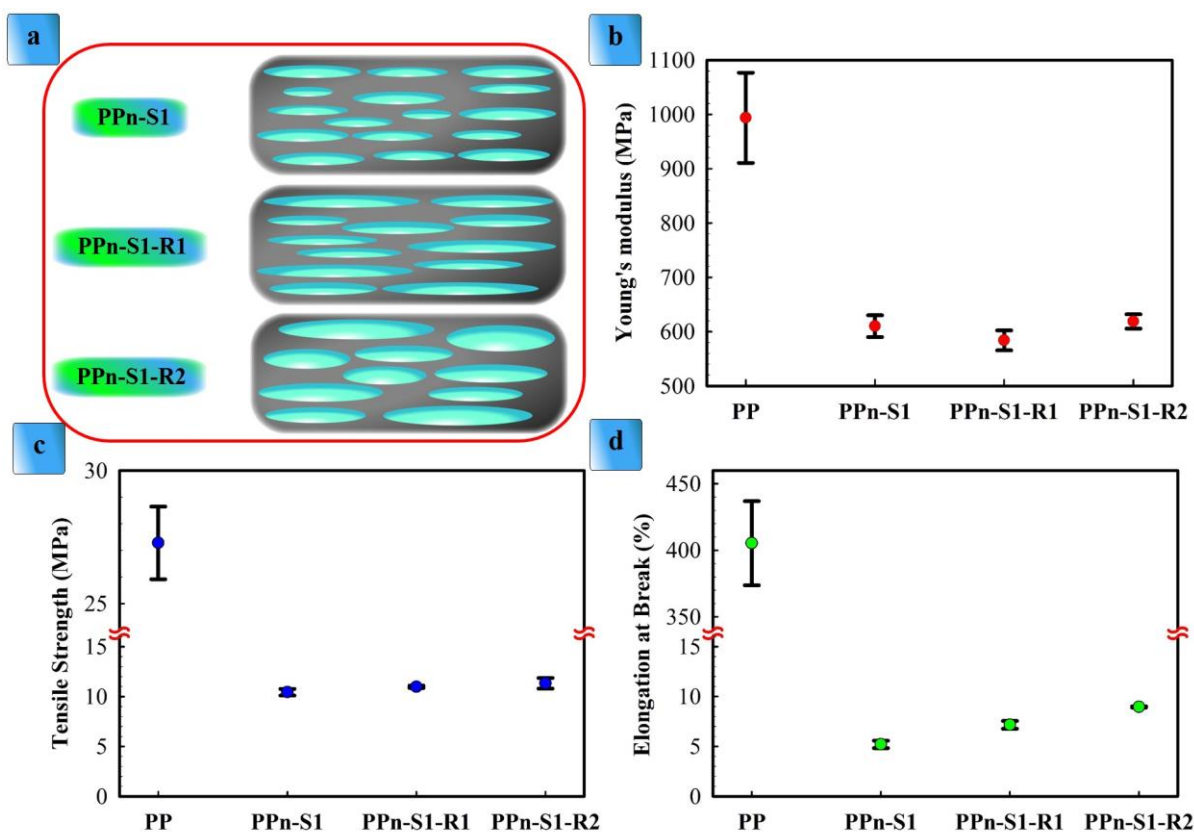 a
PPn-S1
PPn-S1-R1
PPn-S1-R2
b
Young's modulus (MPa)
1100
1000
900
800
700
600
500
PP PPn-S1 PPn-S1-R1 PPn-S1-R2
c
Tensile Strength (MPa)
30
25
15
10
5
0
PP PPn-S1 PPn-S1-R1 PPn-S1-R2
d
Elongation at Break (%)
450
400
350
15
10
5
0
PP PPn-S1 PPn-S1-R1 PPn-S1-R2